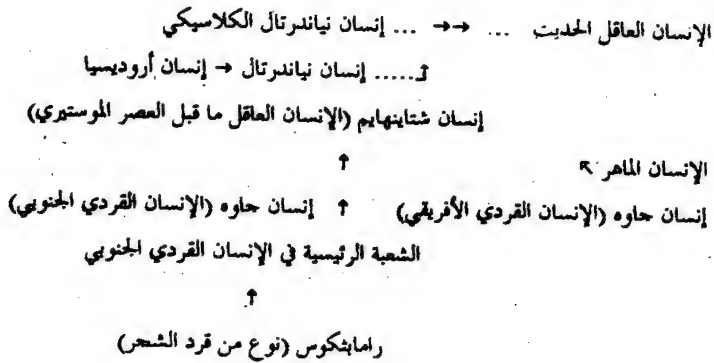 الإنسان العاقل الحديث ... →→ ... إنسان نياندرتال الكلاسيكي
↑..... إنسان نياندرتال → إنسان أروديسيا
إنسان شتاينهايم (الإنسان العاقل ما قبل العصر الموستيري)
الإنسان الماهر ↖ ↑
إنسان جاوه (الإنسان القردي الأفريقي) ↑ إنسان جاوه (الإنسان القردي الجنوبي)
الشعبة الرئيسية في الإنسان القردي الجنوبي
↑
رامابثكوس (نوع من قرد الشجر)